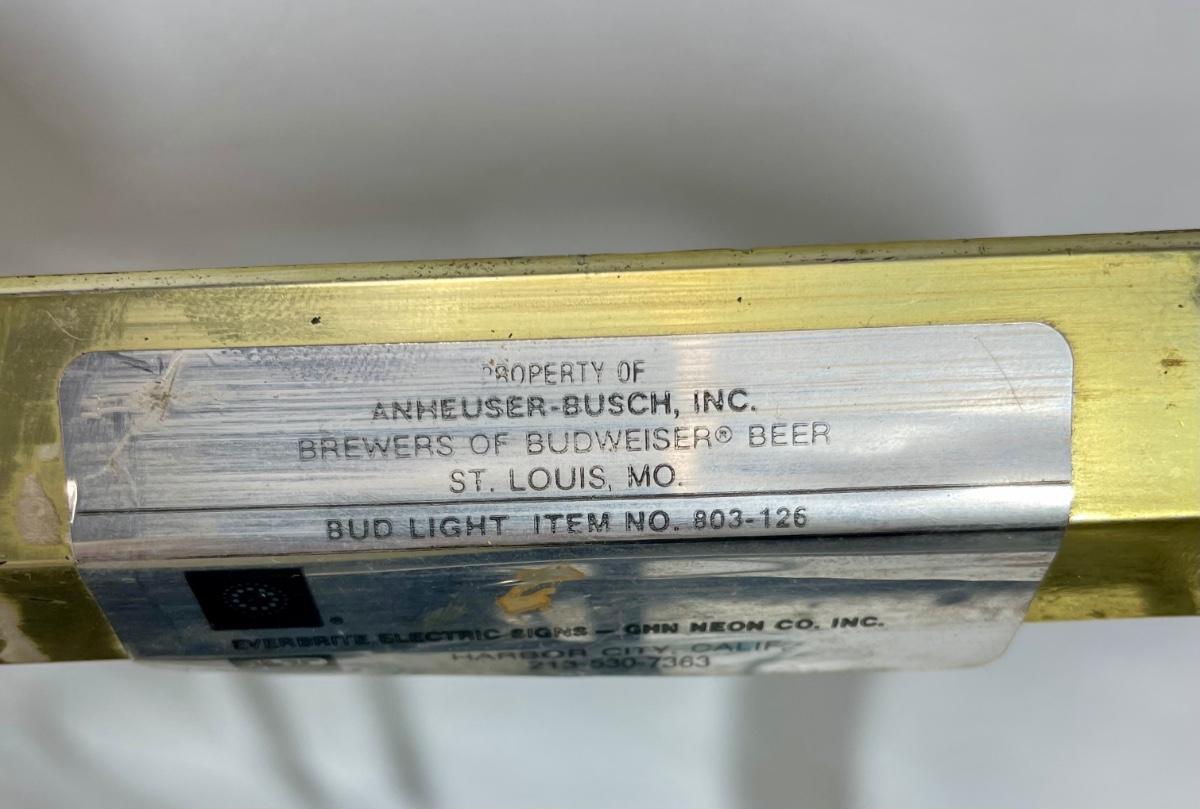 PROPERTY OF
ANHEUSER-BUSCH, INC.
BREWERS OF BUDWEISER® BEER
ST. LOUIS, MO.
BUD LIGHT ITEM NO. 803-126
®
EVERBRITE ELECTRIC SIGNS — GHN NEON CO. INC.
HARBOR CITY, CALIF.
213-530-7363